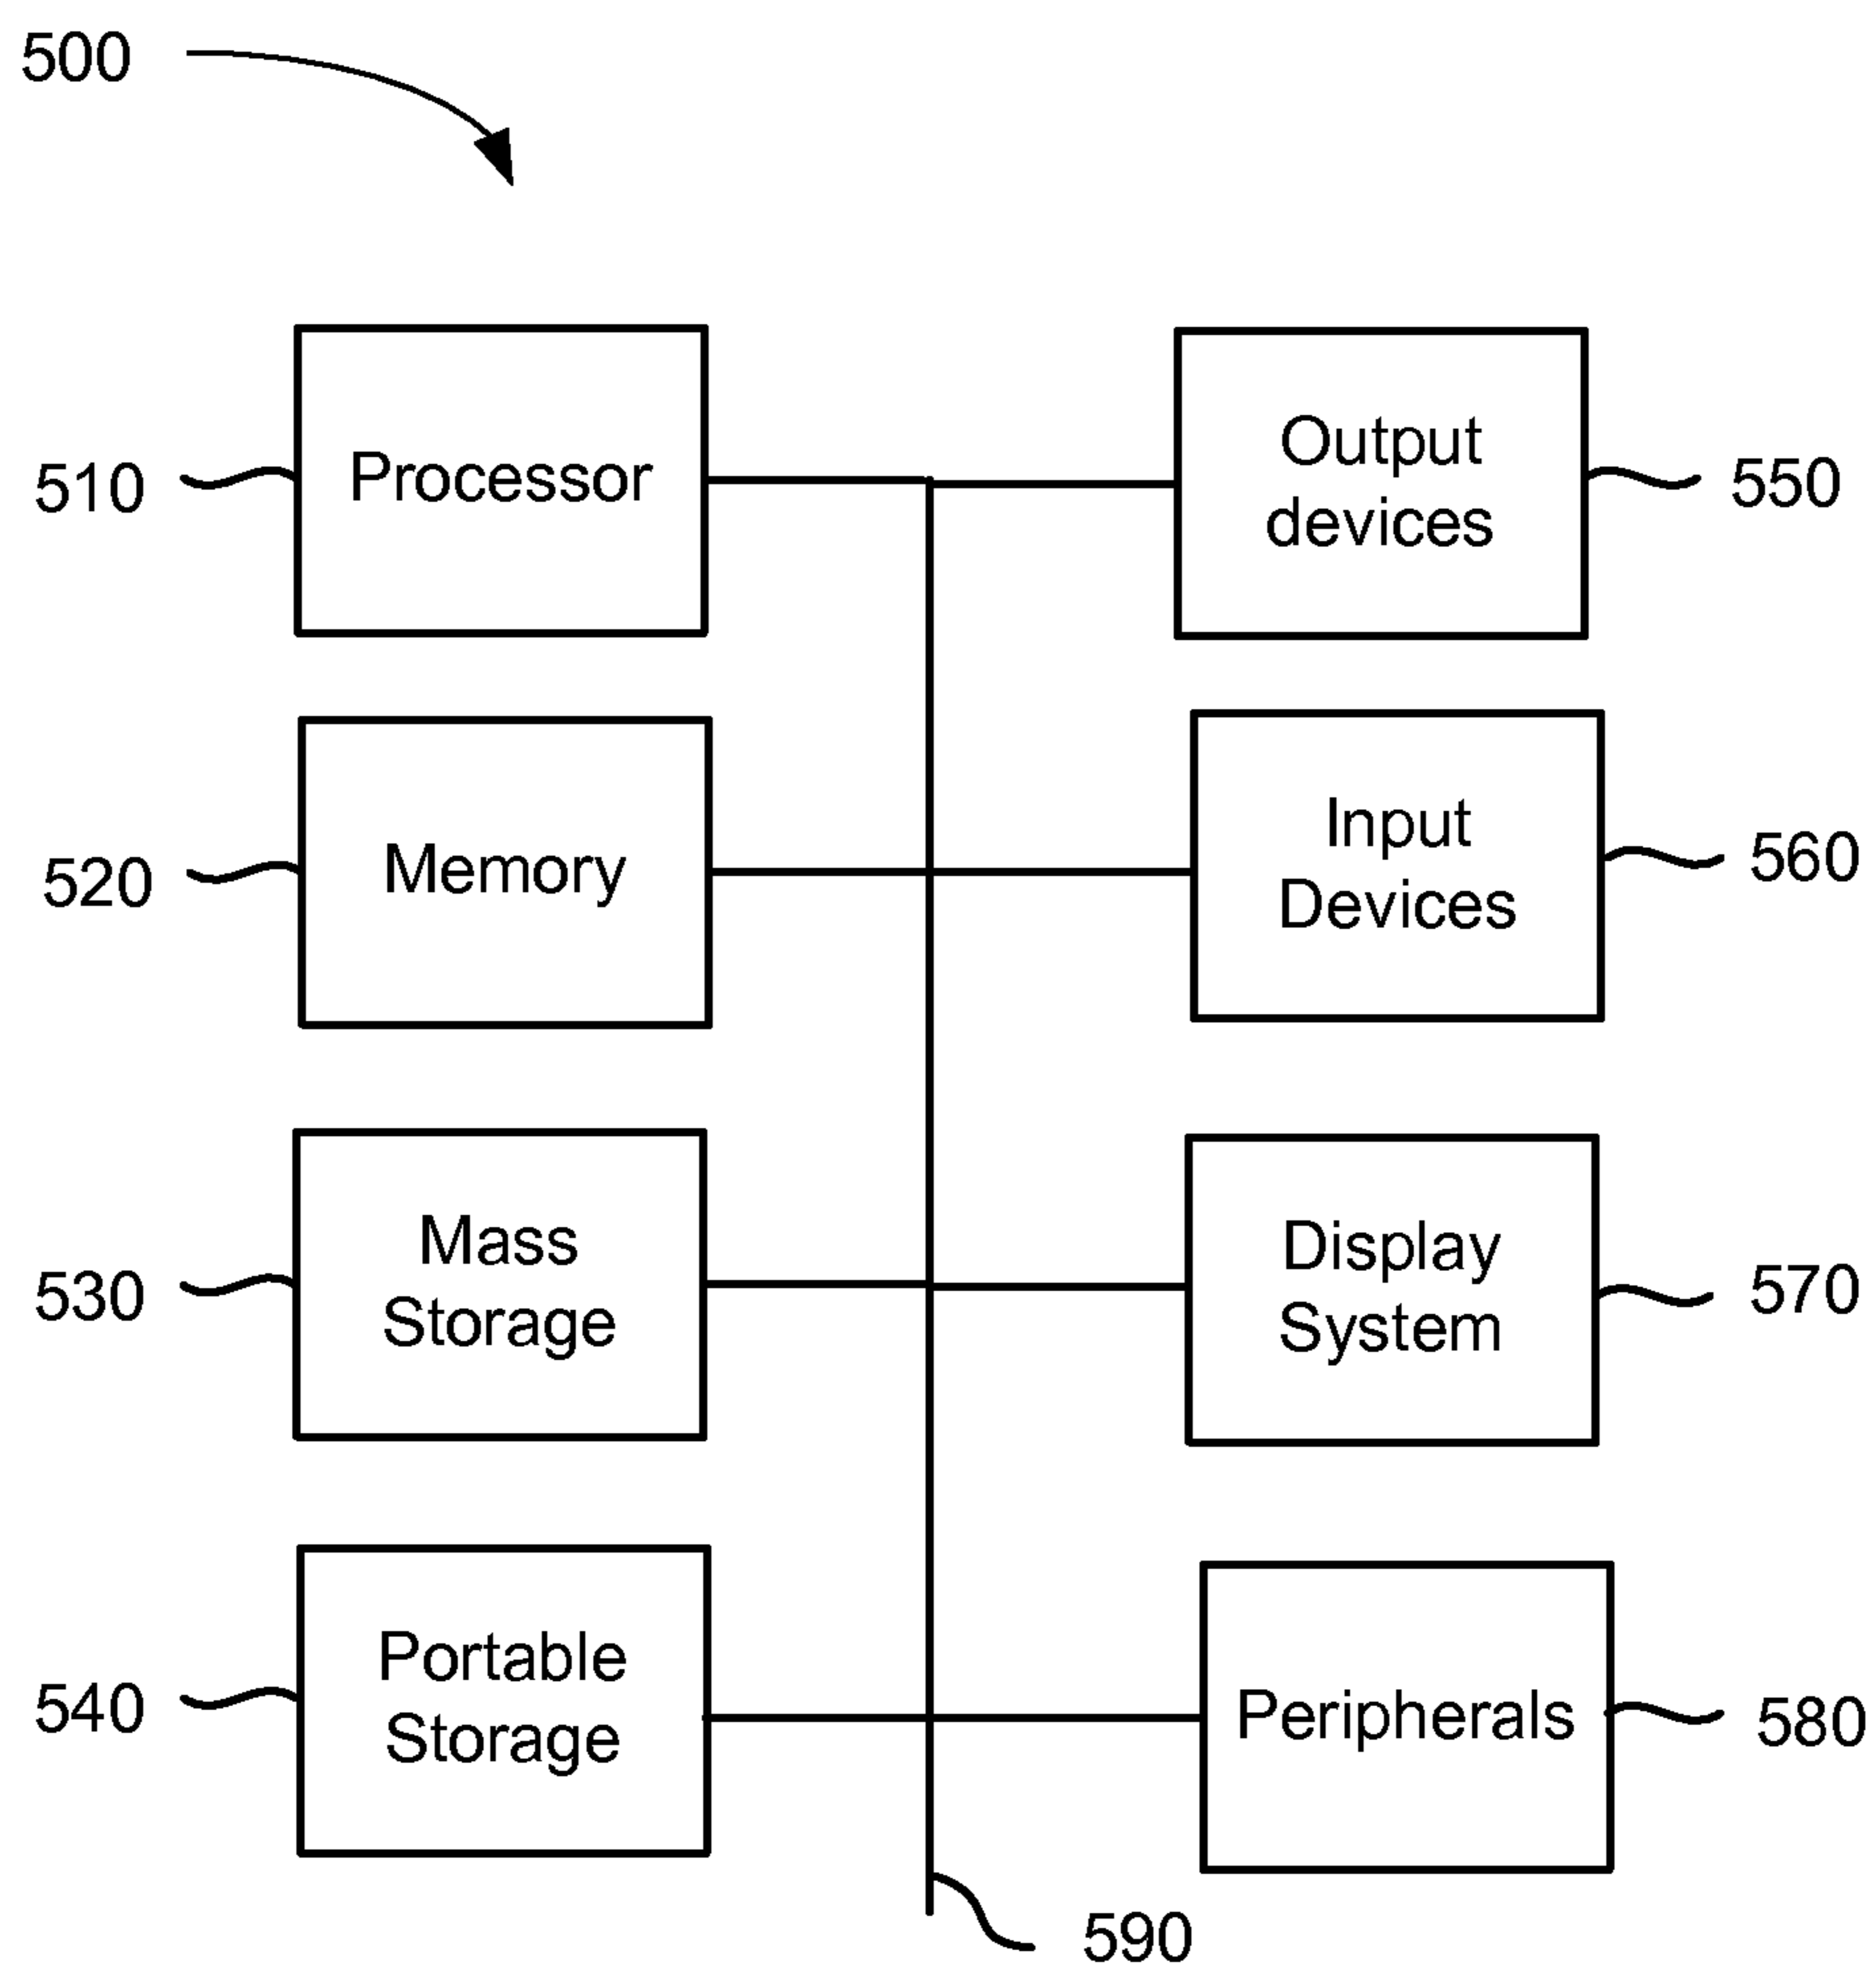 500
510
Processor
Output
devices
550
520
Memory
Input
Devices
560
530
Mass
Storage
Display
System
570
540
Portable
Storage
Peripherals
580
590